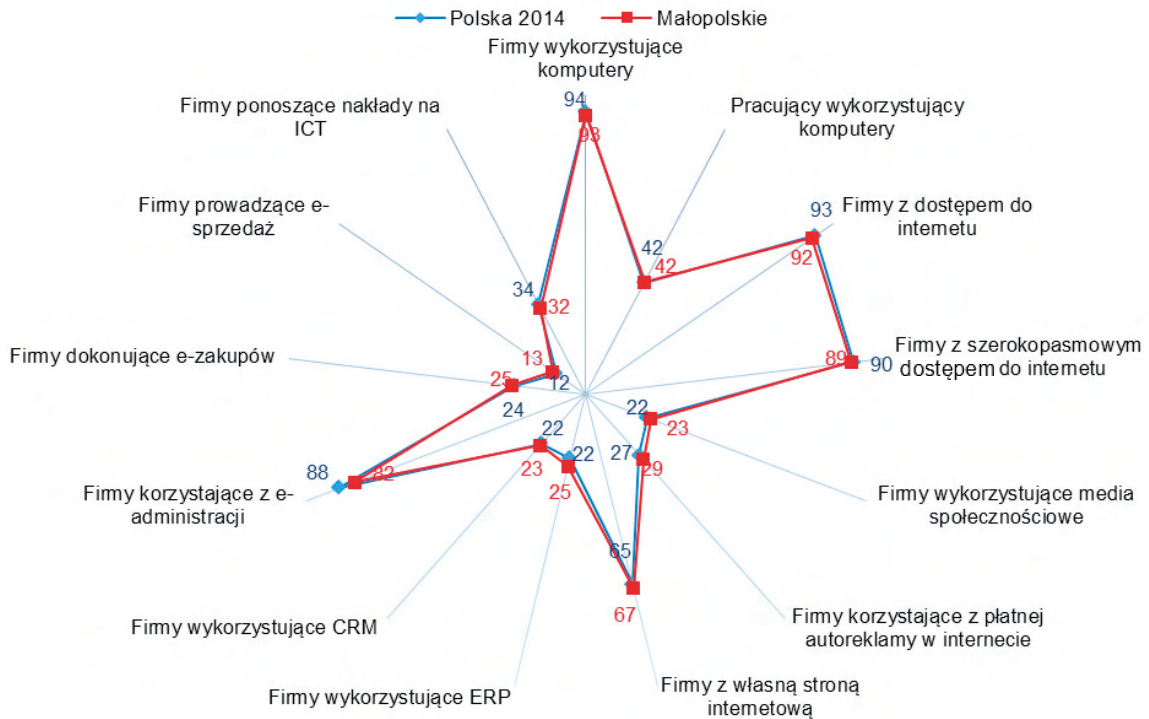 Polska 2014
Małopolskie
Firmy wykorzystujące
komputery
94
93
Pracujący wykorzystujący
komputery
42
42
Firmy z dostępem do
internetu
93
92
Firmy z szerokopasmowym
dostępem do internetu
90
89
Firmy wykorzystujące media
społecznościowe
22
23
Firmy korzystające z płatnej
autoreklamy w internecie
27
29
Firmy z własną stroną
internetową
65
67
Firmy wykorzystujące ERP
22
25
Firmy wykorzystujące CRM
22
23
Firmy korzystające z e-
administracji
88
82
Firmy dokonujące e-zakupów
24
25
Firmy prowadzące e-
sprzedaż
12
13
Firmy ponoszące nakłady na
ICT
34
32